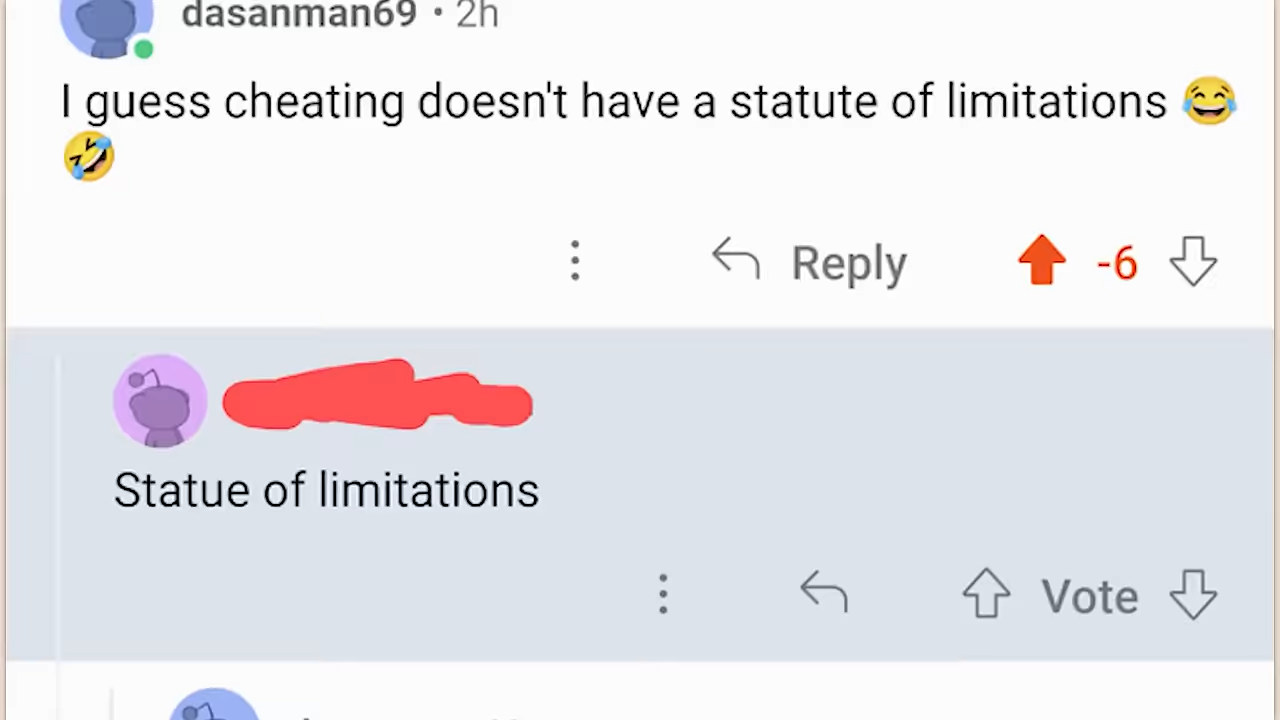 dasanman69 • 2h
I guess cheating doesn't have a statute of limitations 😂
🤣
Reply -6
Statue of limitations
Vote